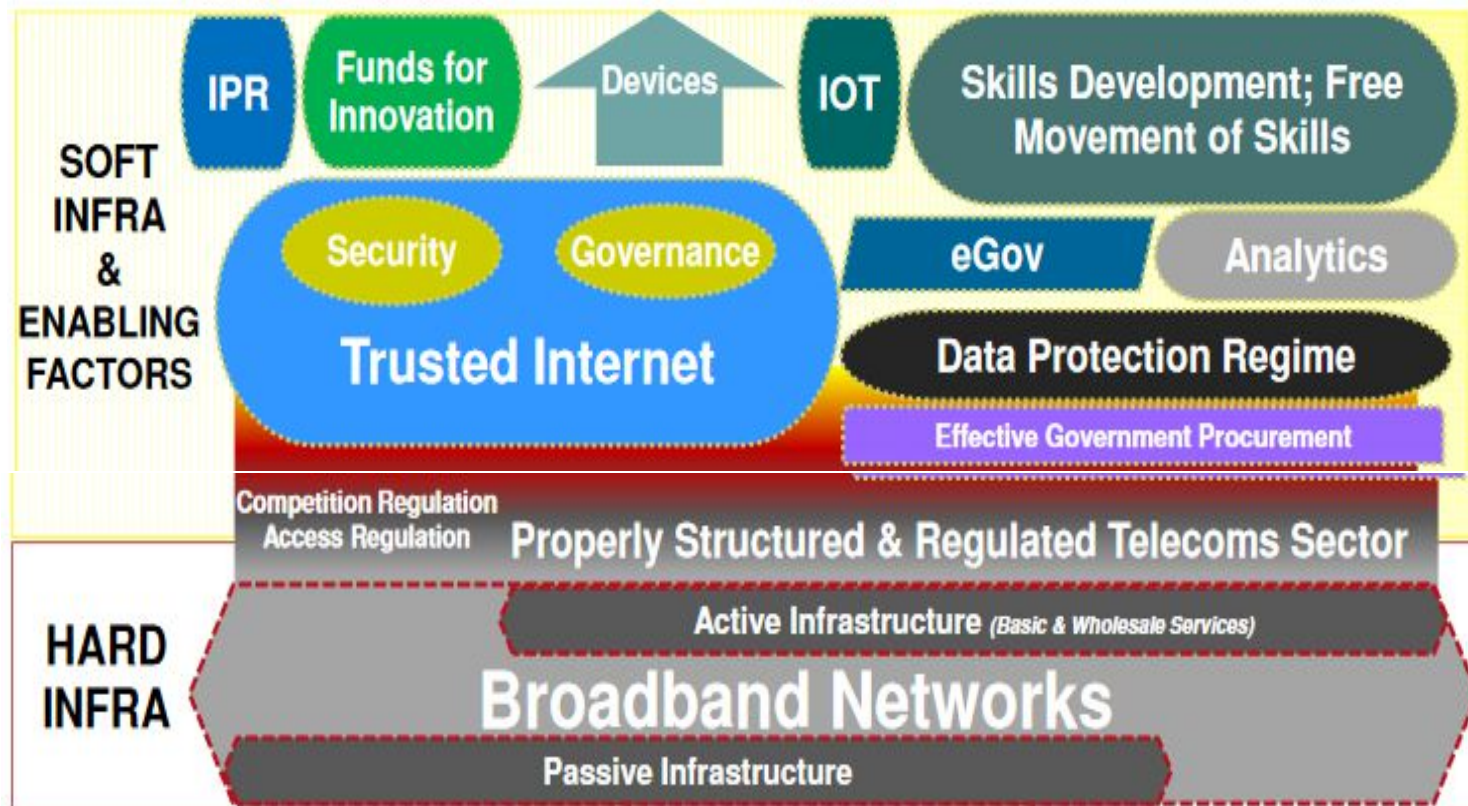 SOFT
INFRA
&
ENABLING
FACTORS
IPR
Funds for
Innovation
Devices
IOT
Skills Development; Free
Movement of Skills
Security
Governance
Trusted Internet
eGov
Analytics
Data Protection Regime
Effective Government Procurement
Competition Regulation
Access Regulation
Properly Structured & Regulated Telecoms Sector
HARD
INFRA
Active Infrastructure (Basic & Wholesale Services)
Broadband Networks
Passive Infrastructure